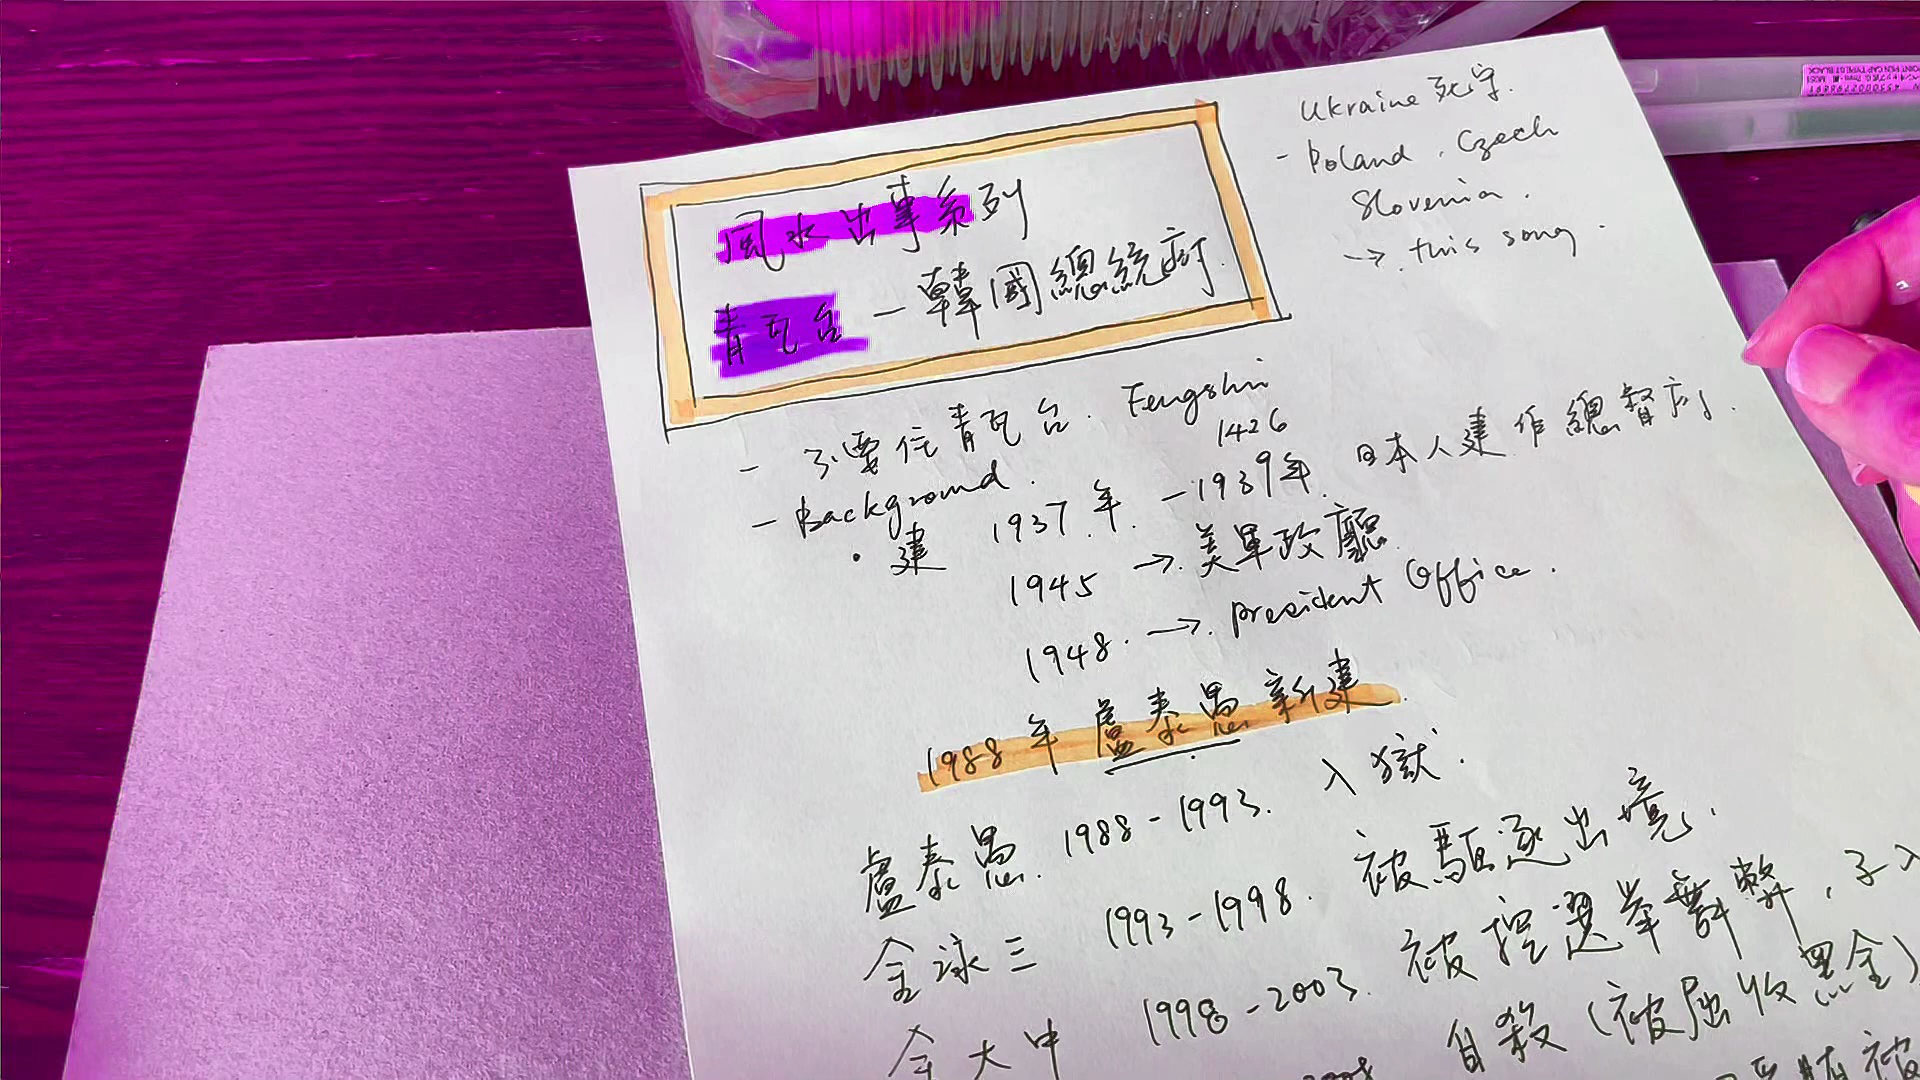 Ukraine 死守.
- Poland, Czech
Slovenia.
→ this song.
風水出事系列
青瓦台 - 韓國總統府.
- 不要住青瓦台. Fengshui
1426
- Background.
• 建 1937年. - 1939年. 日本人建作總督府.
1945 → 美軍政廳.
1948. → President Office.
1988年 盧泰愚新建.
盧泰愚. 1988-1993. 入獄.
金泳三 1993-1998. 被驅逐出境.
金大中 1998-2003. 被控選舉舞弊, 子入
自殺 (被屈收黑金)
被